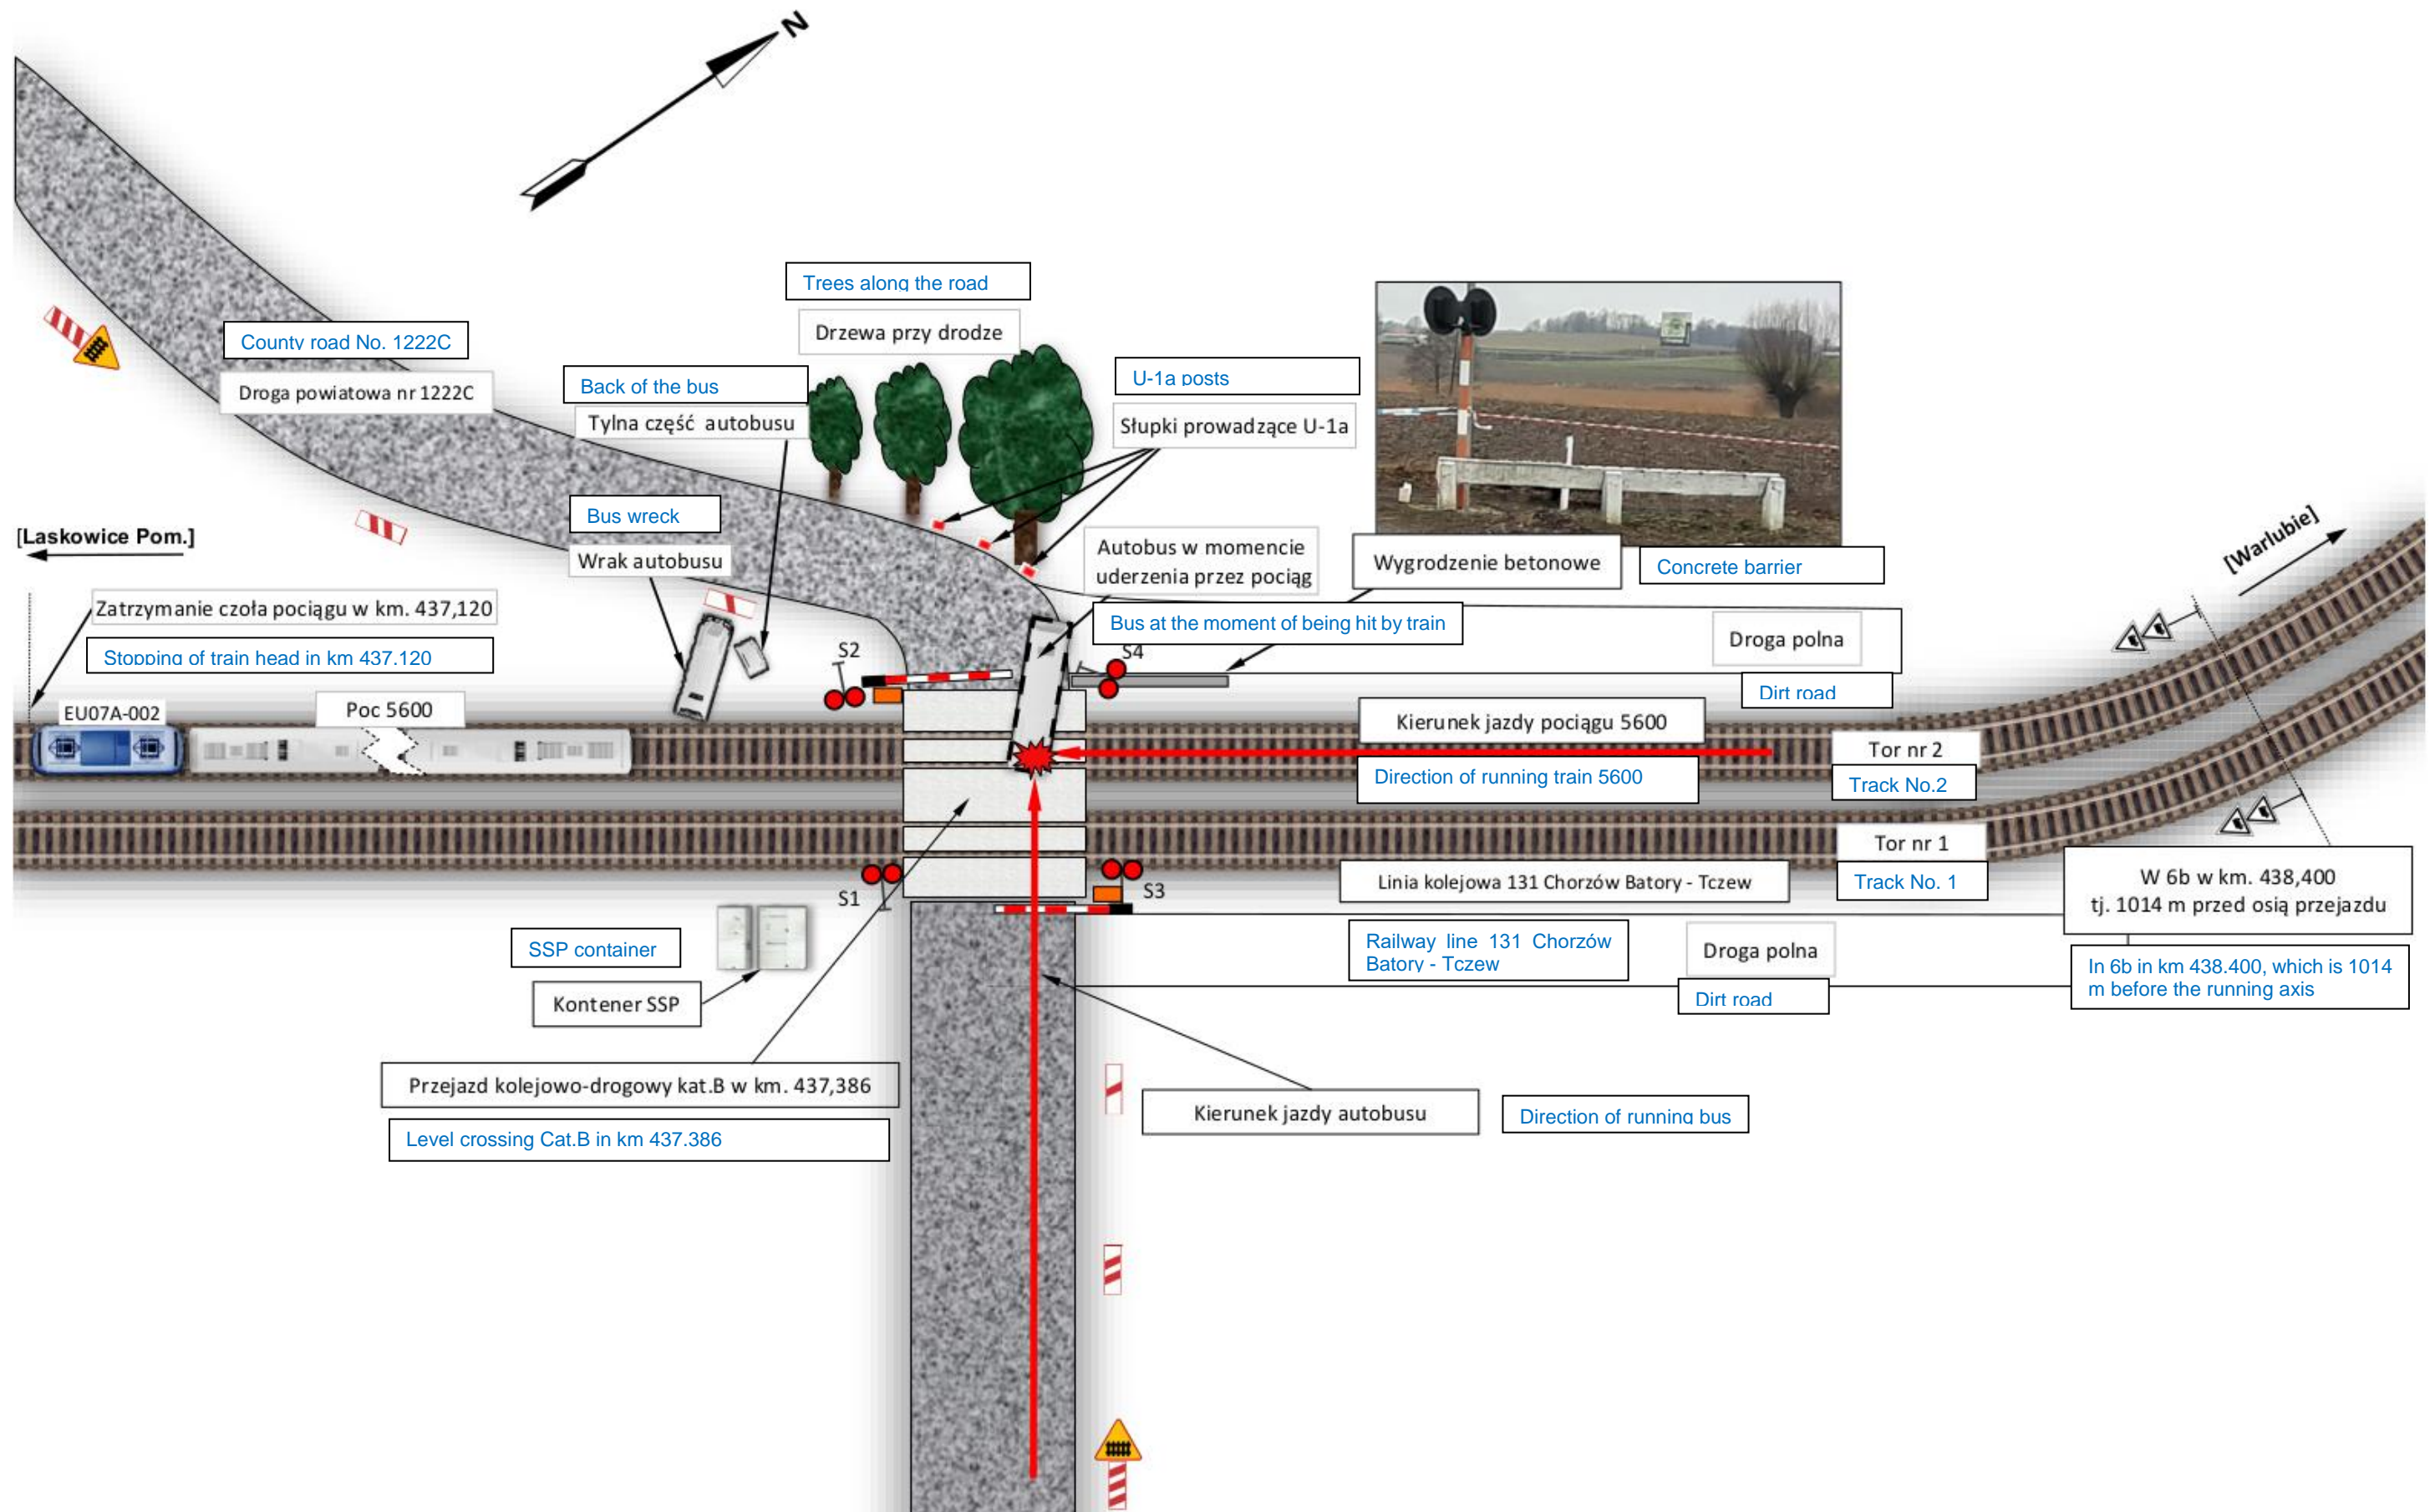 N
Trees along the road
Drzewa przy drodze
County road No. 1222C
Droga powiatowa nr 1222C
Back of the bus
Tylna część autobusu
U-1a posts
Słupki prowadzące U-1a
Bus wreck
Wrak autobusu
[Laskowice Pom.]
Autobus w momencie
uderzenia przez pociąg
Wygrodzenie betonowe
Concrete barrier
[Warlubie]
Zatrzymanie czoła pociągu w km. 437,120
Stopping of train head in km 437.120
Bus at the moment of being hit by train
Droga polna
Dirt road
S2
S4
EU07A-002
Poc 5600
Kierunek jazdy pociągu 5600
Direction of running train 5600
Tor nr 2
Track No.2
Tor nr 1
Track No. 1
S1
S3
Linia kolejowa 131 Chorzów Batory - Tczew
Railway line 131 Chorzów
Batory - Tczew
W 6b w km. 438,400
tj. 1014 m przed osią przejazdu
In 6b in km 438.400, which is 1014
m before the running axis
SSP container
Kontener SSP
Droga polna
Dirt road
Przejazd kolejowo-drogowy kat.B w km. 437,386
Level crossing Cat.B in km 437.386
Kierunek jazdy autobusu
Direction of running bus